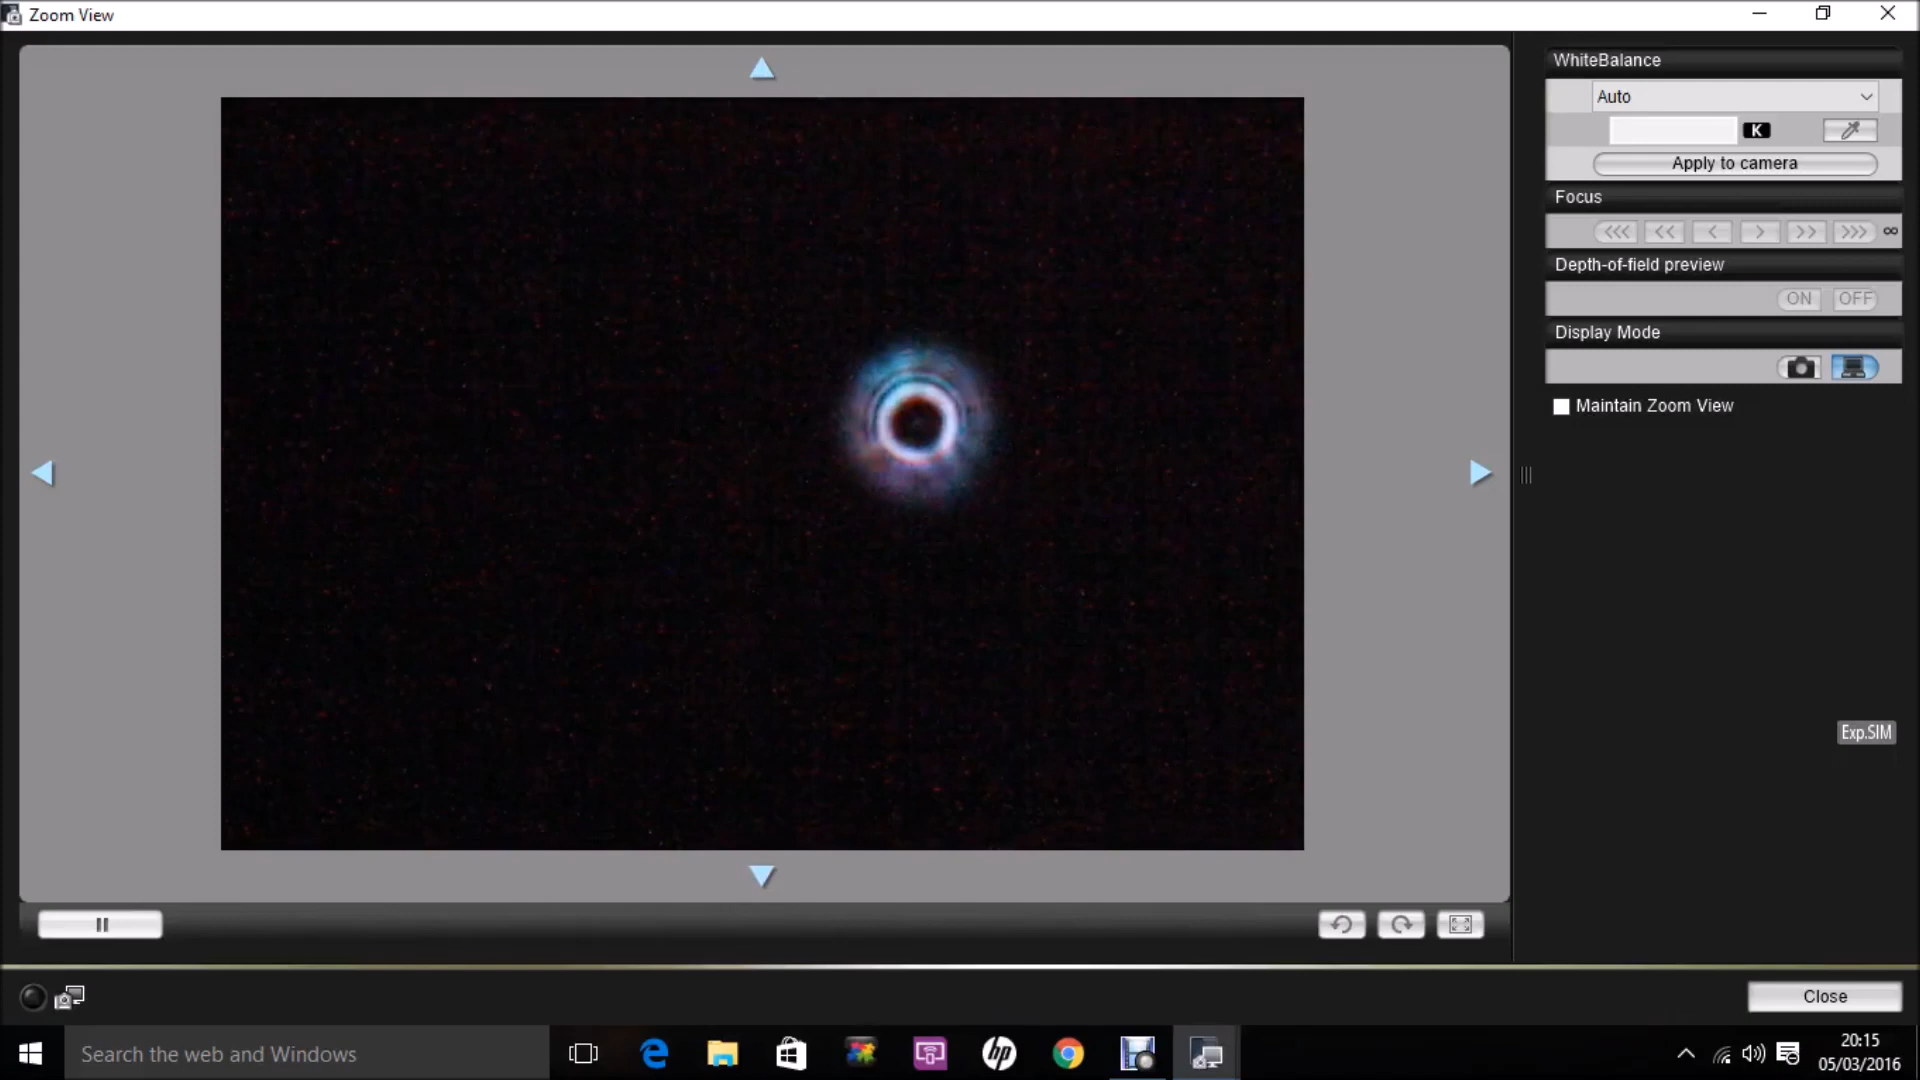 Zoom View
WhiteBalance
Auto
K
Apply to camera
Focus
<<< << < > >> >>> ∞
Depth-of-field preview
ON OFF
Display Mode
Maintain Zoom View
Exp.SIM
Close
Search the web and Windows
hp
20:15
05/03/2016